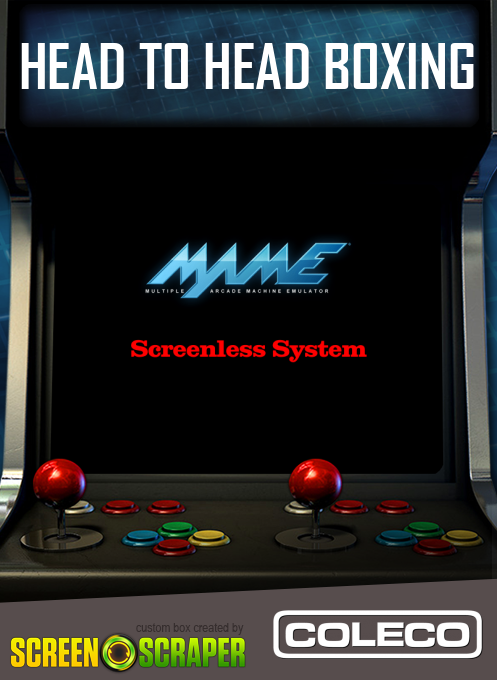 HEAD TO HEAD BOXING
MAME
MULTIPLE ARCADE MACHINE EMULATOR
Screenless System
custom box created by
SCREEN SCRAPER
COLECO